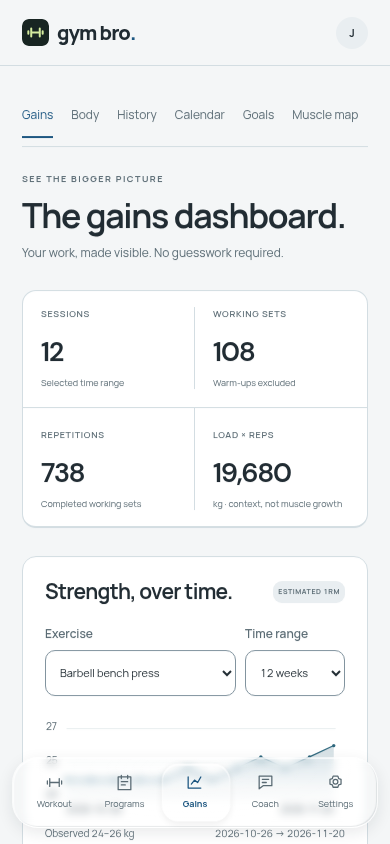 gym bro.
J
Gains Body History Calendar Goals Muscle map
SEE THE BIGGER PICTURE
The gains dashboard.
Your work, made visible. No guesswork required.
SESSIONS
12
Selected time range
WORKING SETS
108
Warm-ups excluded
REPETITIONS
738
Completed working sets
LOAD × REPS
19,680
kg · context, not muscle growth
Strength, over time.
ESTIMATED 1RM
Exercise
Time range
Barbell bench press
12 weeks
27
Workout Programs Gains Coach Settings
Observed 24–26 kg
2026-10-26 → 2026-11-20